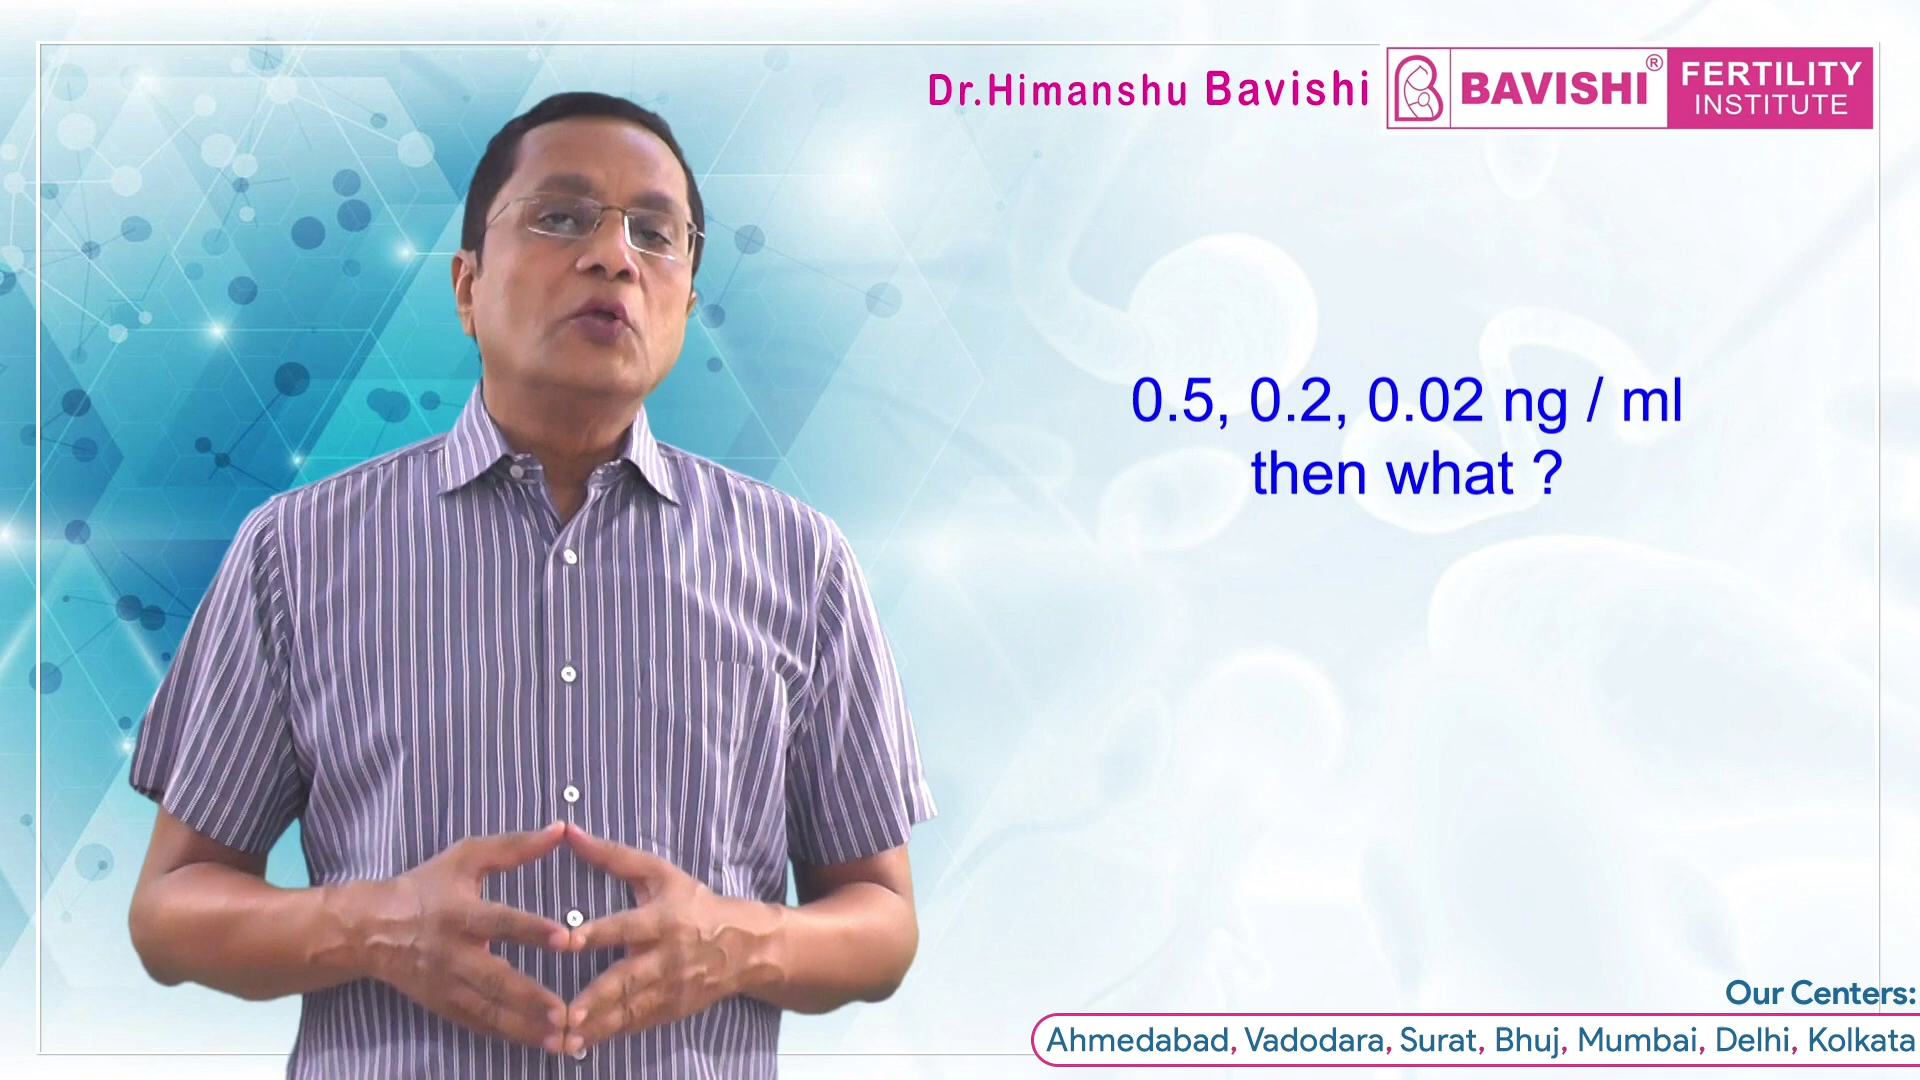 Dr.Himanshu Bavishi
BAVISHI®
FERTILITY
INSTITUTE
0.5, 0.2, 0.02 ng / ml
then what ?
Our Centers:
Ahmedabad, Vadodara, Surat, Bhuj, Mumbai, Delhi, Kolkata